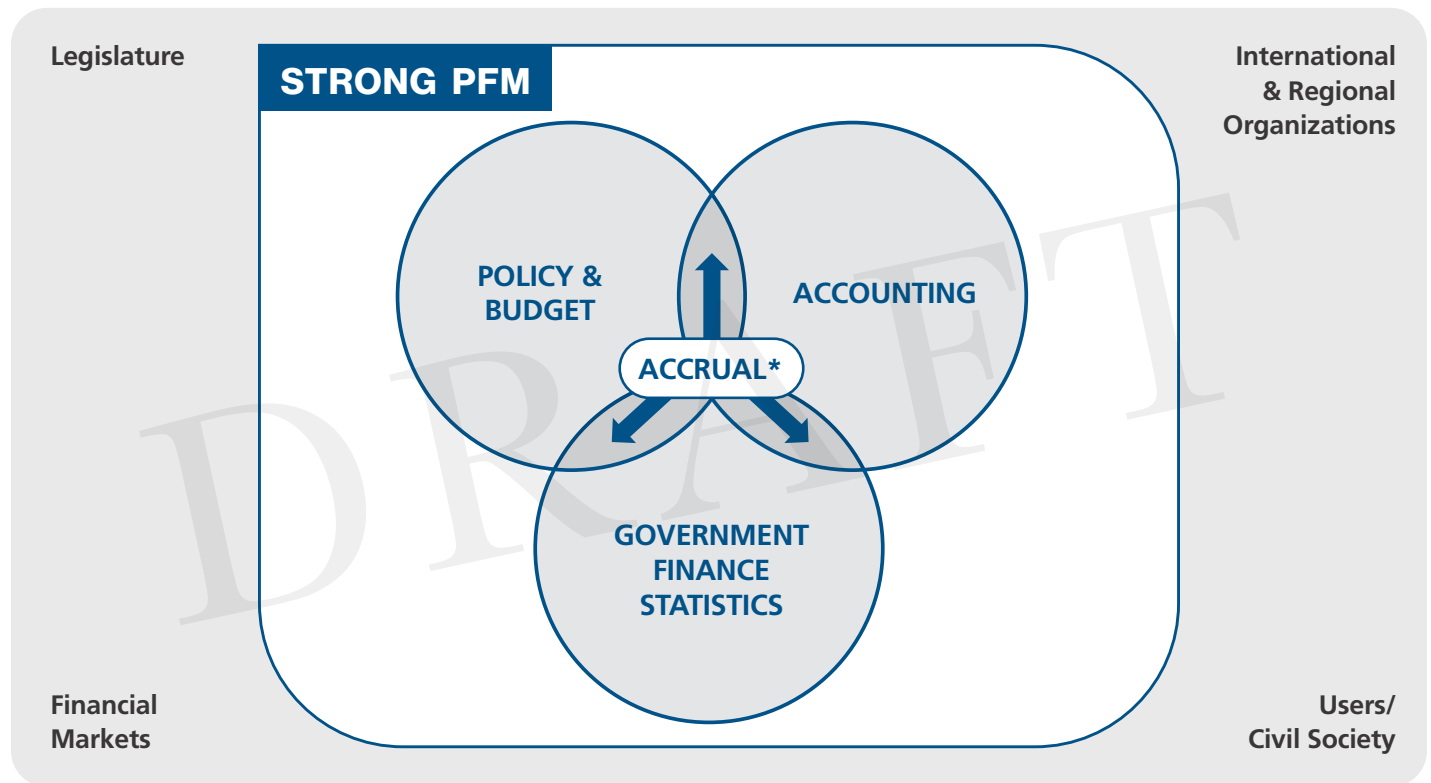 Legislature
STRONG PFM
International
& Regional
Organizations
POLICY &
BUDGET
ACCOUNTING
ACCRUAL*
GOVERNMENT
FINANCE
STATISTICS
Financial
Markets
Users/
Civil Society
DRAFT